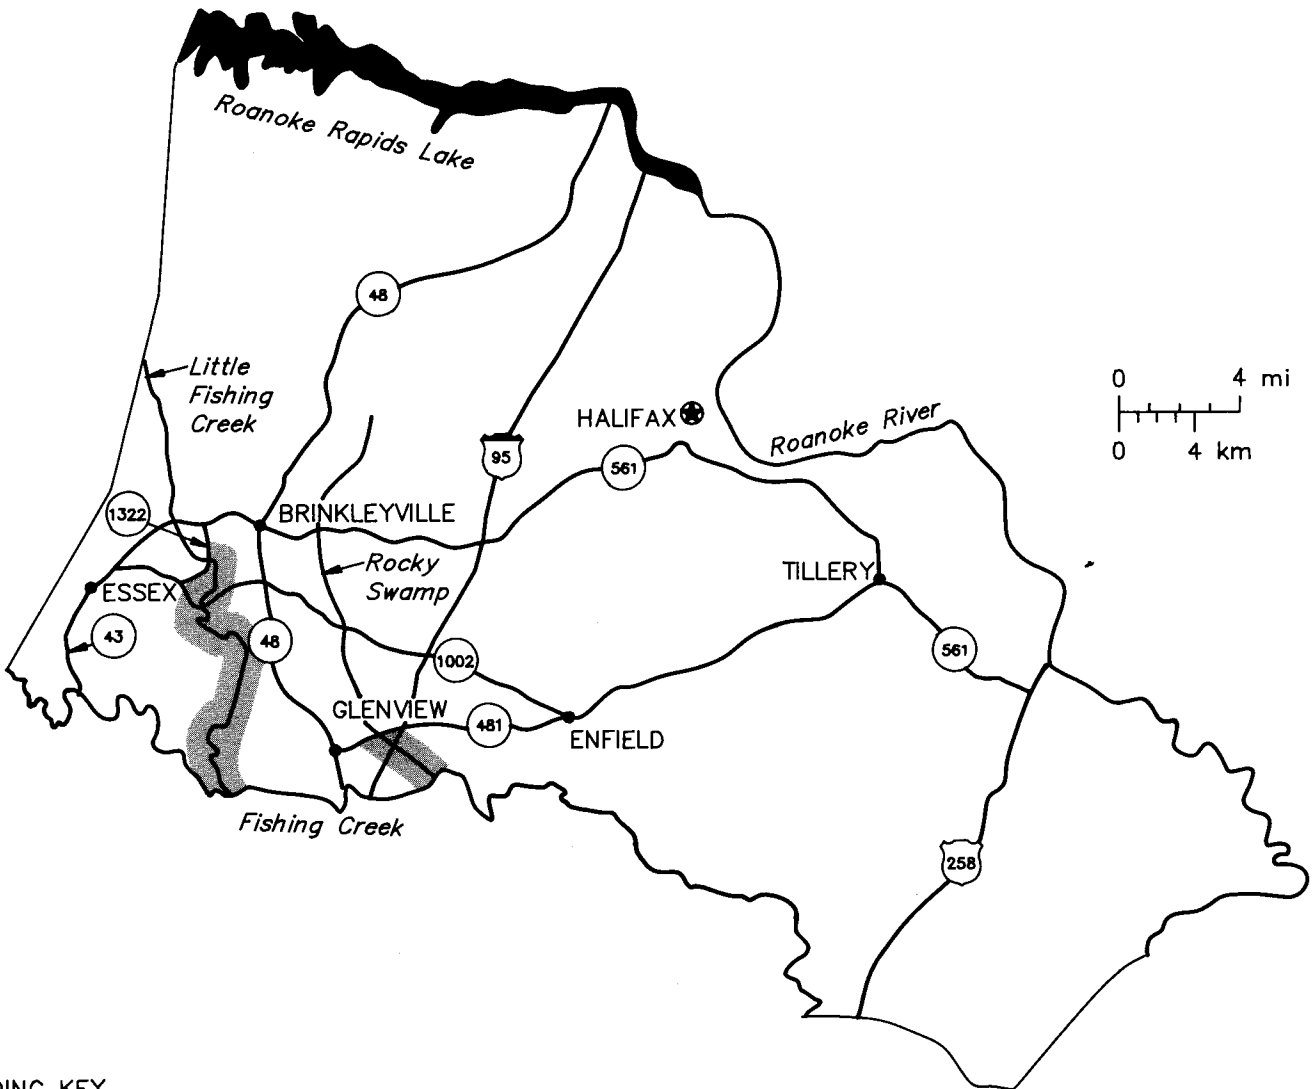 Roanoke Rapids Lake
48
Little
Fishing
Creek
0 4 mi
0 4 km
HALIFAX
Roanoke River
95
561
1322
BRINKLEYVILLE
Rocky
Swamp
TILLERY
ESSEX
43
48
1002
561
GLENVIEW
481
ENFIELD
Fishing Creek
258
KEY